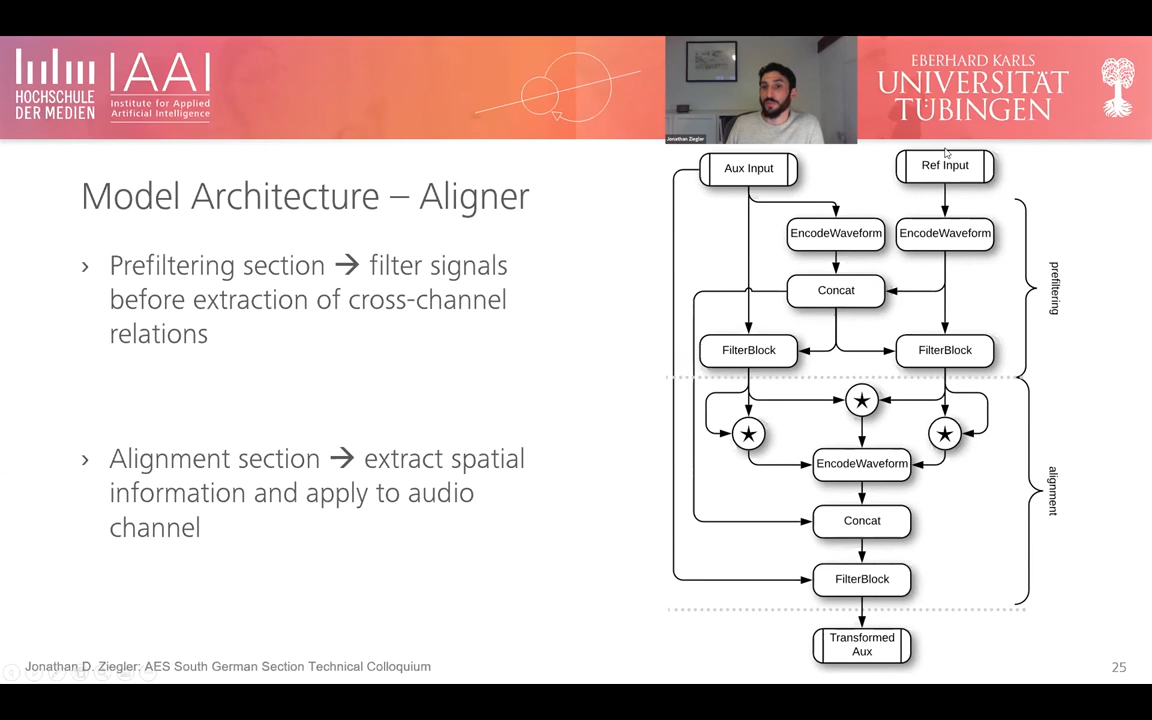 HOCHSCHULE
DER MEDIEN
IAAI
Institute for Applied
Artificial Intelligence
Jonathan Ziegler
EBERHARD KARLS
UNIVERSITÄT
TÜBINGEN
Model Architecture – Aligner
› Prefiltering section → filter signals
before extraction of cross-channel
relations
› Alignment section → extract spatial
information and apply to audio
channel
Aux Input
Ref Input
EncodeWaveform
EncodeWaveform
Concat
FilterBlock
FilterBlock
prefiltering
EncodeWaveform
Concat
FilterBlock
alignment
Transformed
Aux
Jonathan D. Ziegler: AES South German Section Technical Colloquium
25